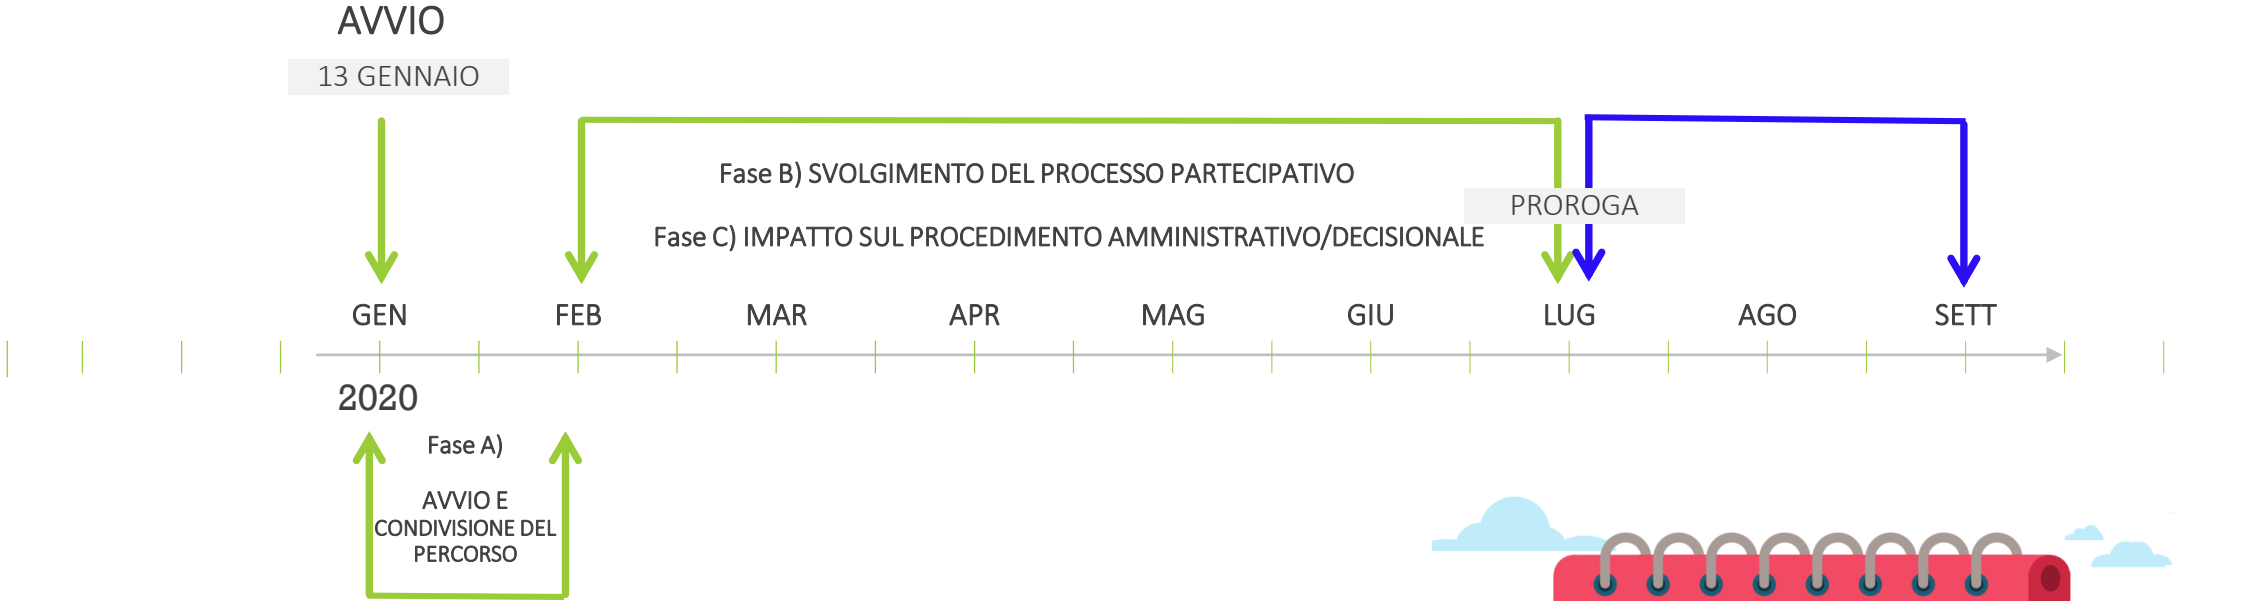 AVVIO
13 GENNAIO
Fase B) SVOLGIMENTO DEL PROCESSO PARTECIPATIVO
PROROGA
Fase C) IMPATTO SUL PROCEDIMENTO AMMINISTRATIVO/DECISIONALE
GEN FEB MAR APR MAG GIU LUG AGO SETT
2020
Fase A)
AVVIO E
CONDIVISIONE DEL
PERCORSO